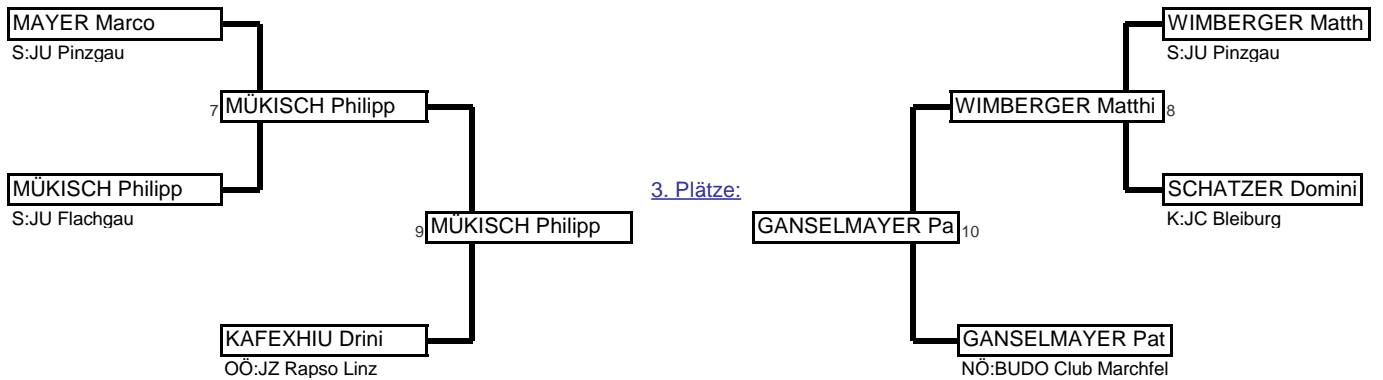 MAYER Marco
S:JU Pinzgau
WIMBERGER Matth
S:JU Pinzgau
7 MÜKISCH Philipp
WIMBERGER Matthi 8
MÜKISCH Philipp
S:JU Flachgau
3. Plätze:
SCHATZER Domini
K:JC Bleiburg
9 MÜKISCH Philipp
GANSELMAYER Pa 10
KAFEXHIU Drini
OÖ:JZ Rapso Linz
GANSELMAYER Pat
NÖ:BUDO Club Marchfel